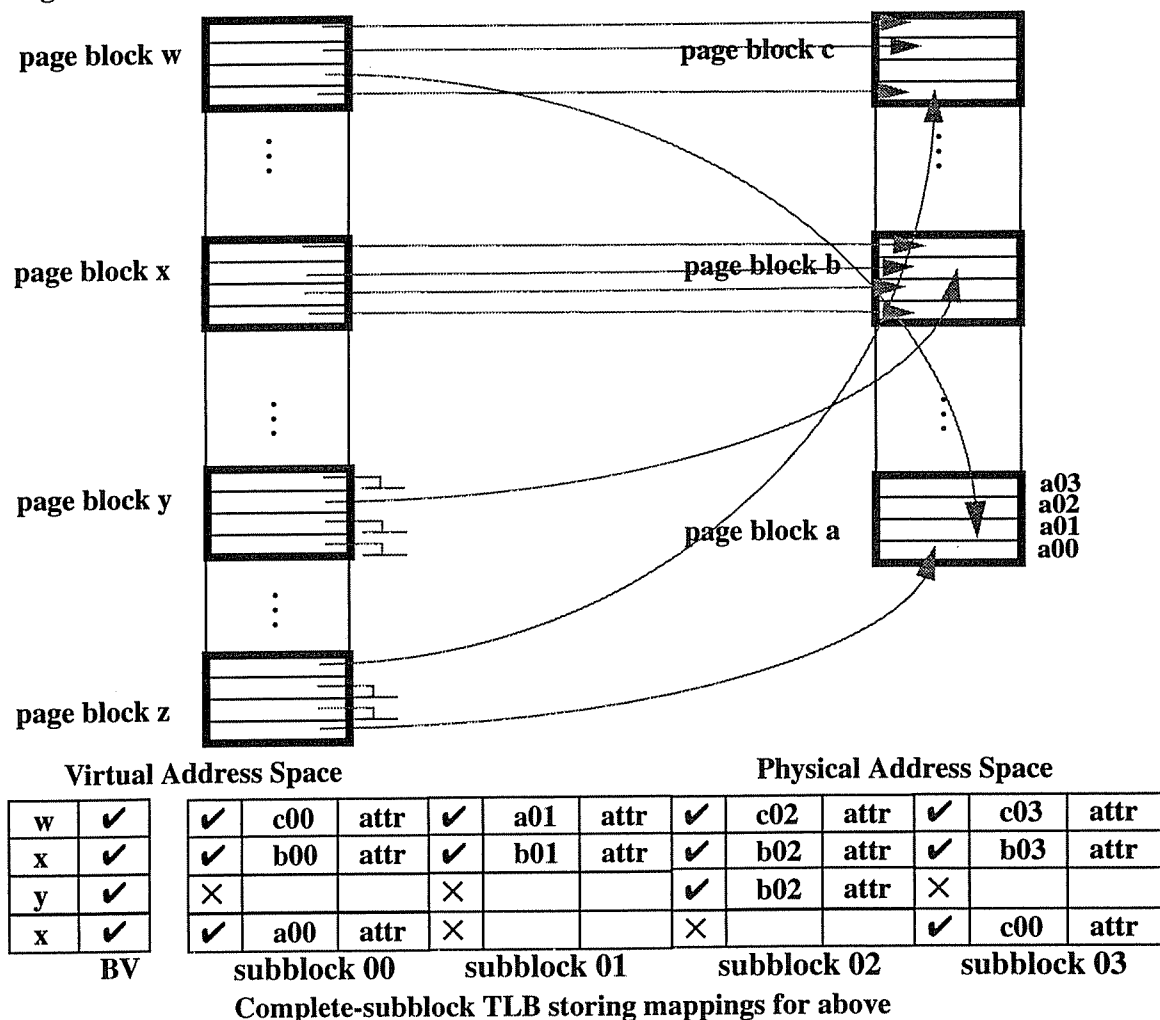 page block w
page block c
page block x
page block b
page block y
page block a
a03
a02
a01
a00
page block z
Virtual Address Space
Physical Address Space
w ✔ ✔ c00 attr ✔ a01 attr ✔ c02 attr ✔ c03 attr
x ✔ ✔ b00 attr ✔ b01 attr ✔ b02 attr ✔ b03 attr
y ✔ × × ✔ b02 attr ×
x ✔ ✔ a00 attr × × ✔ c00 attr
BV subblock 00 subblock 01 subblock 02 subblock 03
Complete-subblock TLB storing mappings for above